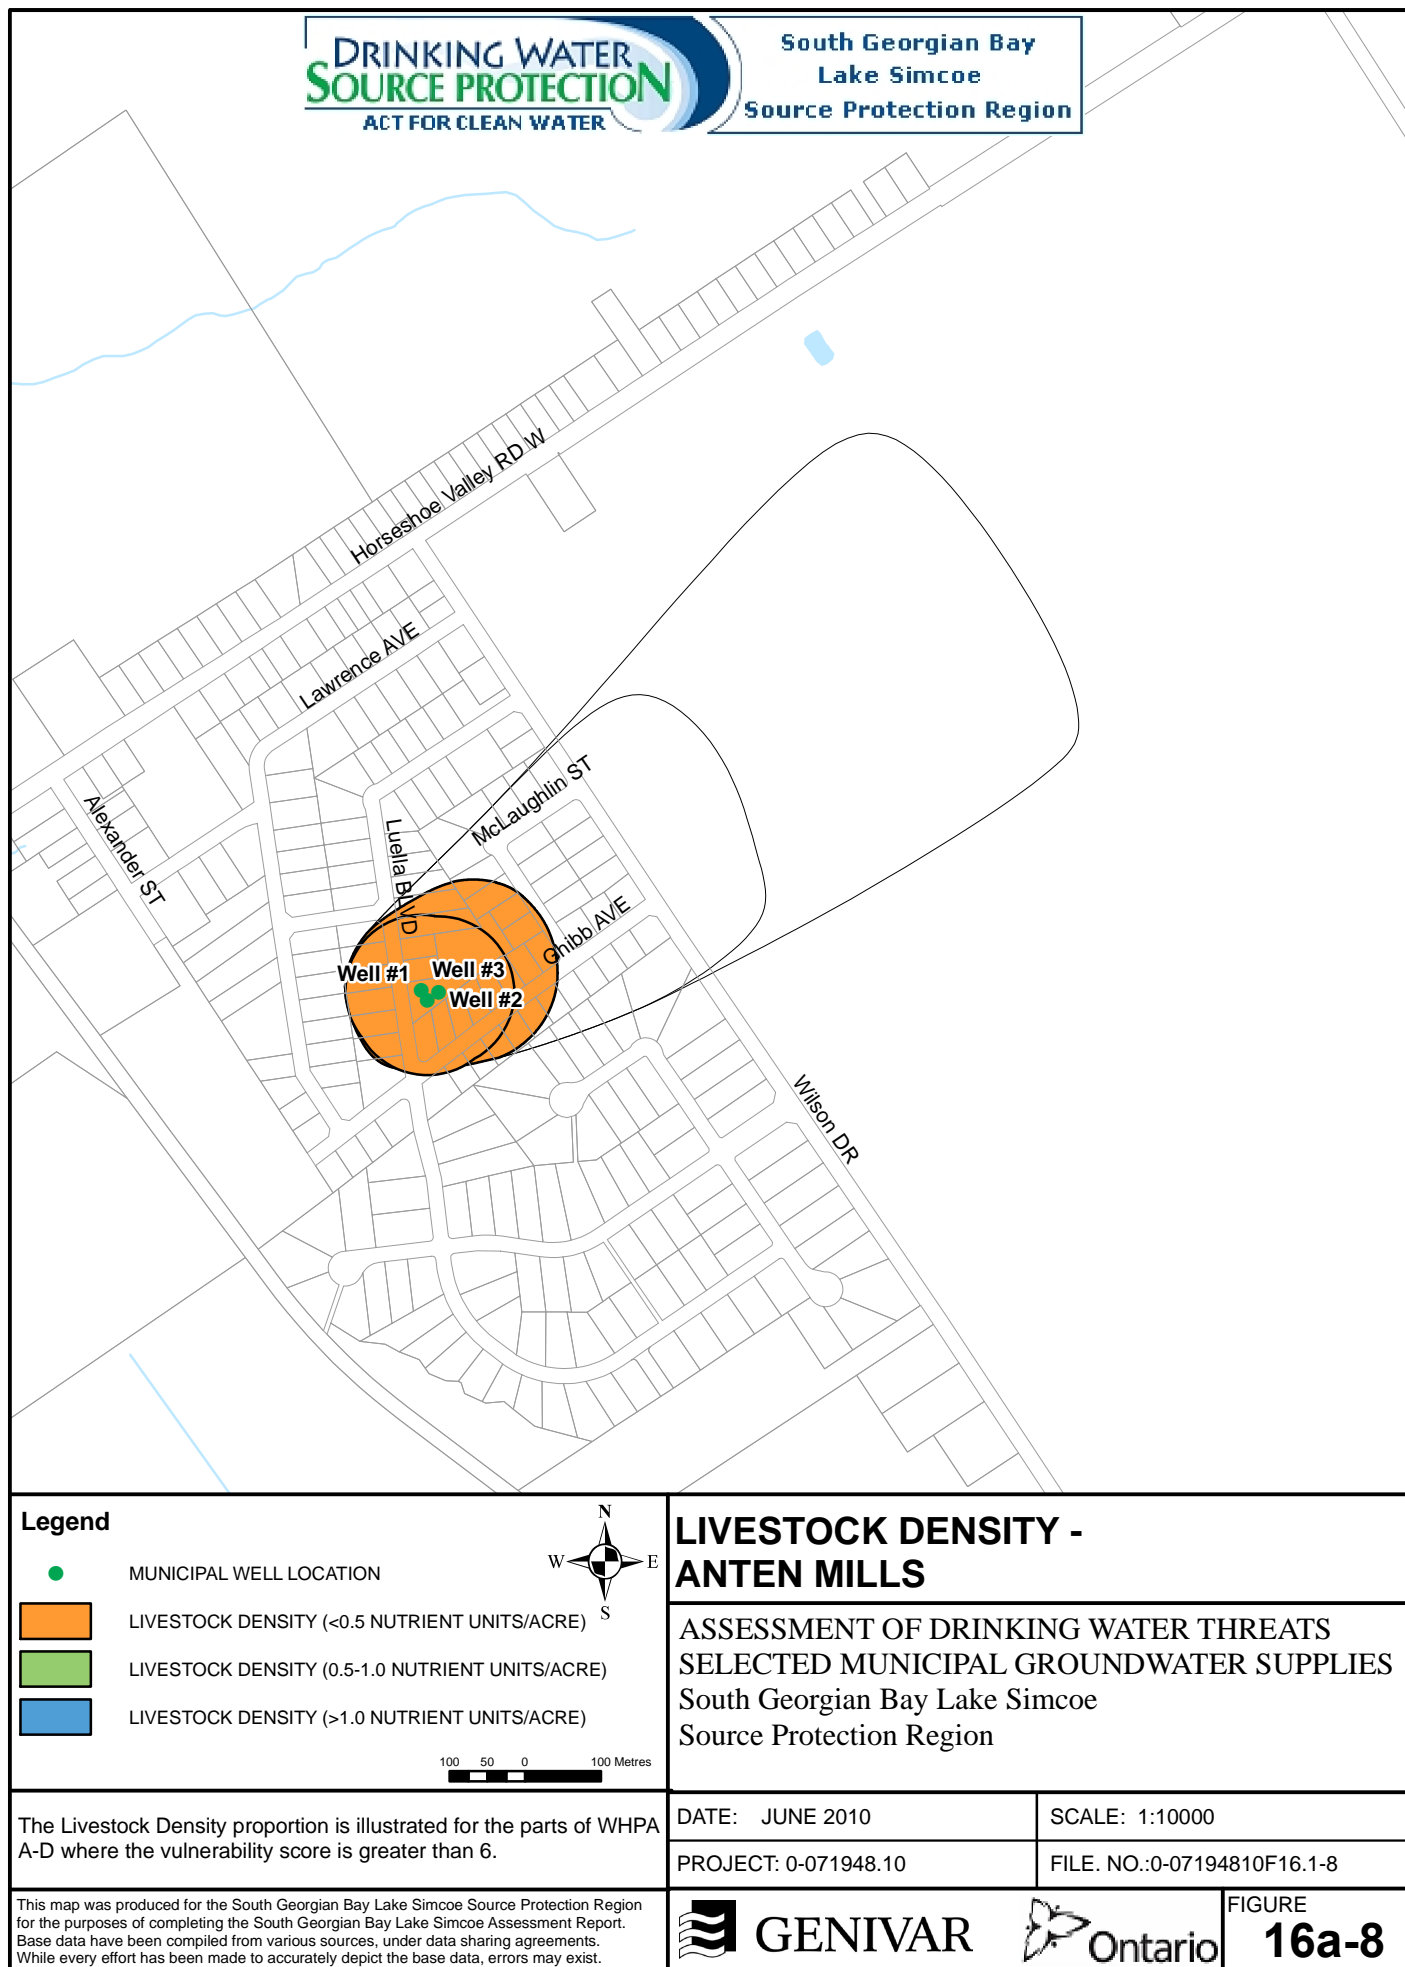 DRINKING WATER
SOURCE PROTECTION
ACT FOR CLEAN WATER
South Georgian Bay
Lake Simcoe
Source Protection Region
Horseshoe Valley RD W
Lawrence AVE
Alexander ST
Luella BLVD
McLaughlin ST
Ghibb AVE
Wilson DR
Well #1
Well #3
Well #2
Legend
MUNICIPAL WELL LOCATION
LIVESTOCK DENSITY (<0.5 NUTRIENT UNITS/ACRE)
LIVESTOCK DENSITY (0.5-1.0 NUTRIENT UNITS/ACRE)
LIVESTOCK DENSITY (>1.0 NUTRIENT UNITS/ACRE)
N
W E
S
100 50 0 100 Metres
The Livestock Density proportion is illustrated for the parts of WHPA
A-D where the vulnerability score is greater than 6.
This map was produced for the South Georgian Bay Lake Simcoe Source Protection Region
for the purposes of completing the South Georgian Bay Lake Simcoe Assessment Report.
Base data have been compiled from various sources, under data sharing agreements.
While every effort has been made to accurately depict the base data, errors may exist.
LIVESTOCK DENSITY -
ANTEN MILLS
ASSESSMENT OF DRINKING WATER THREATS
SELECTED MUNICIPAL GROUNDWATER SUPPLIES
South Georgian Bay Lake Simcoe
Source Protection Region
DATE: JUNE 2010
SCALE: 1:10000
PROJECT: 0-071948.10
FILE. NO.:0-07194810F16.1-8
GENIVAR
Ontario
FIGURE
16a-8